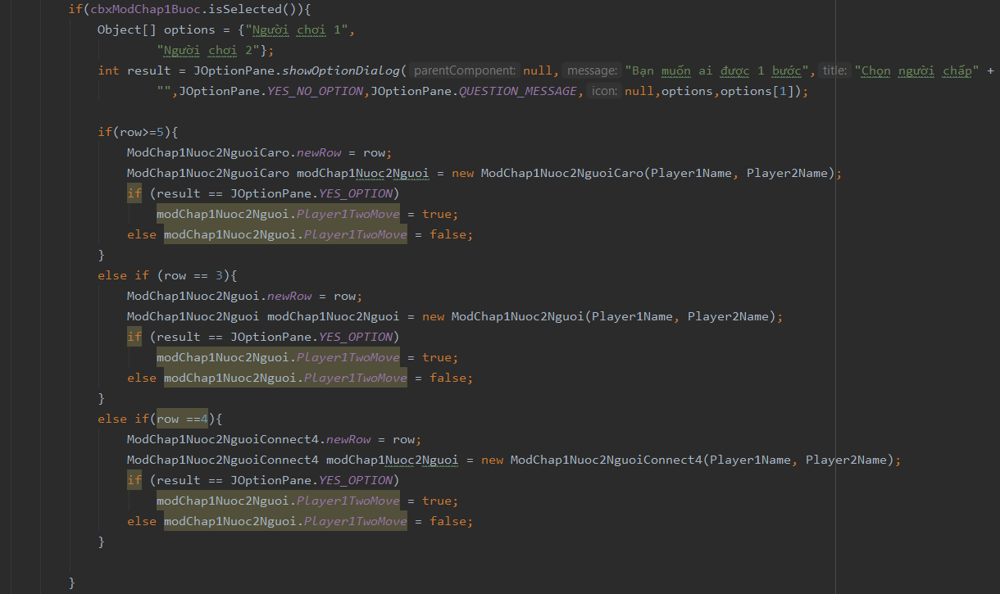 if(cbxModChap1Buoc.isSelected()){
Object[] options = {"Người chơi 1",
"Người chơi 2"};
int result = JOptionPane.showOptionDialog( parentComponent: null, message: "Bạn muốn ai được 1 bước", title: "Chọn người chấp" +
"",JOptionPane.YES_NO_OPTION,JOptionPane.QUESTION_MESSAGE, icon: null,options,options[1]);
if(row>=5){
ModChap1Nuoc2NguoiCaro.newRow = row;
ModChap1Nuoc2NguoiCaro modChap1Nuoc2Nguoi = new ModChap1Nuoc2NguoiCaro(Player1Name, Player2Name);
if (result == JOptionPane.YES_OPTION)
modChap1Nuoc2Nguoi.Player1TwoMove = true;
else modChap1Nuoc2Nguoi.Player1TwoMove = false;
}
else if (row == 3){
ModChap1Nuoc2Nguoi.newRow = row;
ModChap1Nuoc2Nguoi modChap1Nuoc2Nguoi = new ModChap1Nuoc2Nguoi(Player1Name, Player2Name);
if (result == JOptionPane.YES_OPTION)
modChap1Nuoc2Nguoi.Player1TwoMove = true;
else modChap1Nuoc2Nguoi.Player1TwoMove = false;
}
else if(row ==4){
ModChap1Nuoc2NguoiConnect4.newRow = row;
ModChap1Nuoc2NguoiConnect4 modChap1Nuoc2Nguoi = new ModChap1Nuoc2NguoiConnect4(Player1Name, Player2Name);
if (result == JOptionPane.YES_OPTION)
modChap1Nuoc2Nguoi.Player1TwoMove = true;
else modChap1Nuoc2Nguoi.Player1TwoMove = false;
}
}